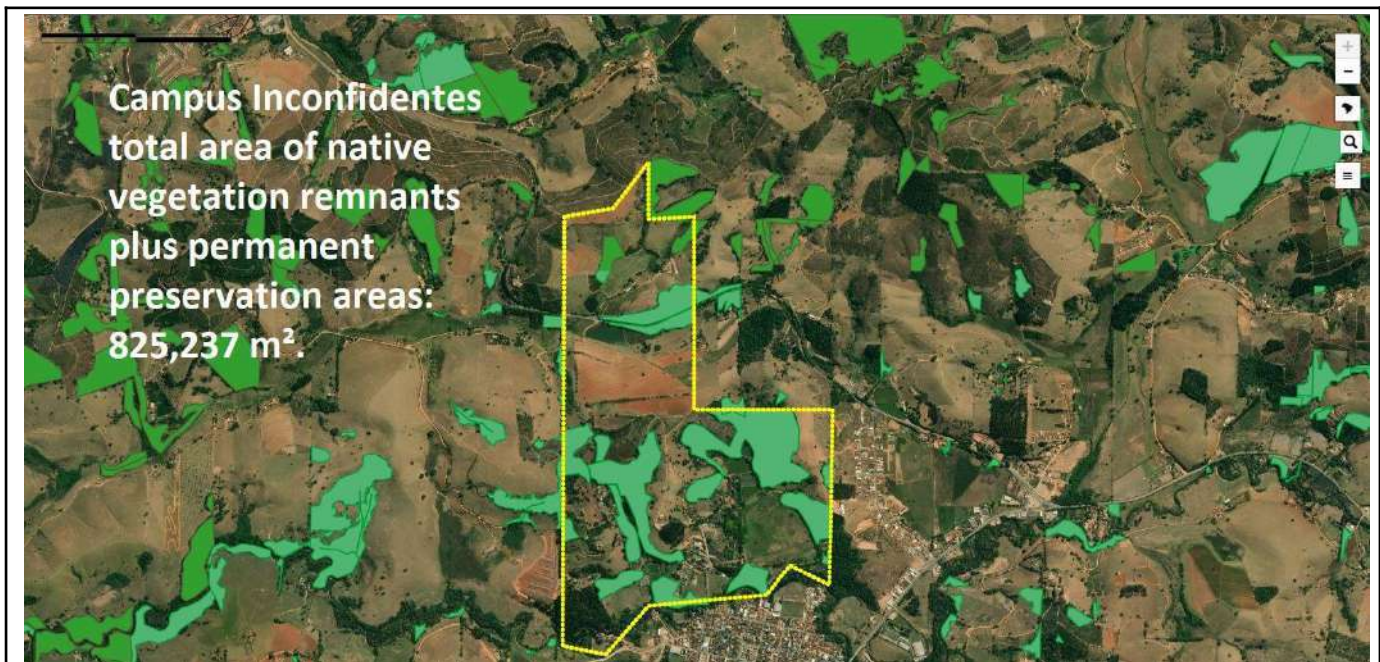 Campus Inconfidentes
total area of native
vegetation remnants
plus permanent
preservation areas:
825,237 m².